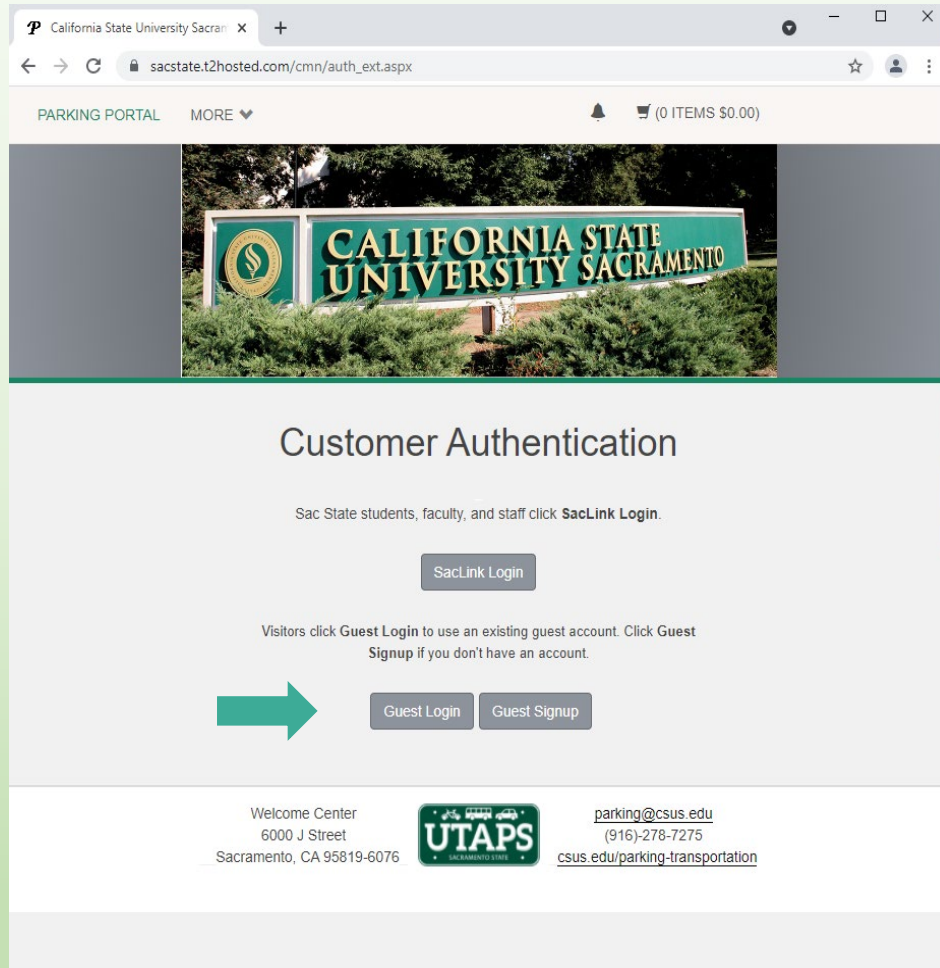 California State University Sacram
sacstate.t2hosted.com/cmn/auth_ext.aspx
PARKING PORTAL MORE (0 ITEMS $0.00)
CALIFORNIA STATE
UNIVERSITY SACRAMENTO
Customer Authentication
Sac State students, faculty, and staff click SacLink Login.
SacLink Login
Visitors click Guest Login to use an existing guest account. Click Guest
Signup if you don't have an account.
Guest Login Guest Signup
Welcome Center
6000 J Street
Sacramento, CA 95819-6076
UTAPS
SACRAMENTO STATE
parking@csus.edu
(916)-278-7275
csus.edu/parking-transportation